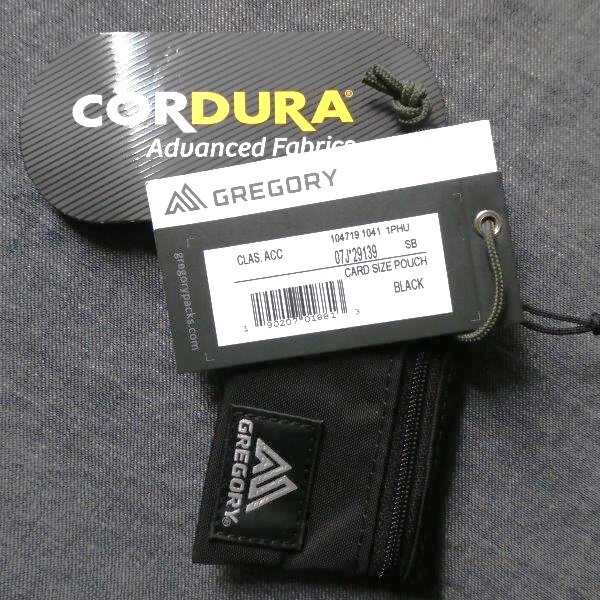 CORDURA®
Advanced Fabrics
GREGORY
104719 1041 1PHU
CLAS. ACC 07J*29139 SB
CARD SIZE POUCH
BLACK
1 90207 01881 3
gregorypacks.com
GREGORY®